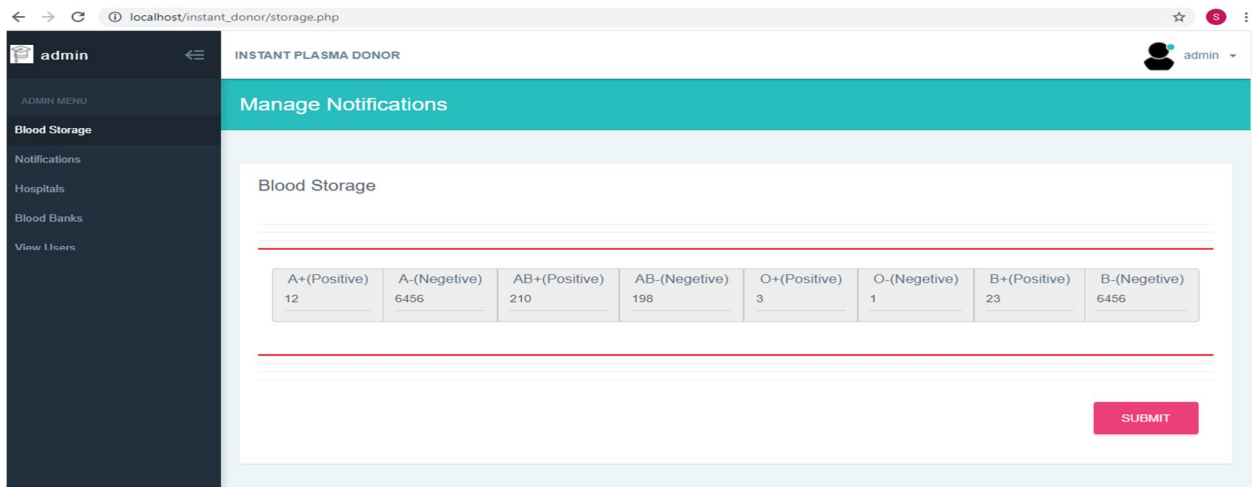 localhost/instant_donor/storage.php
S
admin
INSTANT PLASMA DONOR
admin
ADMIN MENU
Manage Notifications
Blood Storage
Notifications
Hospitals
Blood Banks
View Users
Blood Storage
A+(Positive) A-(Negetive) AB+(Positive) AB-(Negetive) O+(Positive) O-(Negetive) B+(Positive) B-(Negetive)
12 6456 210 198 3 1 23 6456
SUBMIT